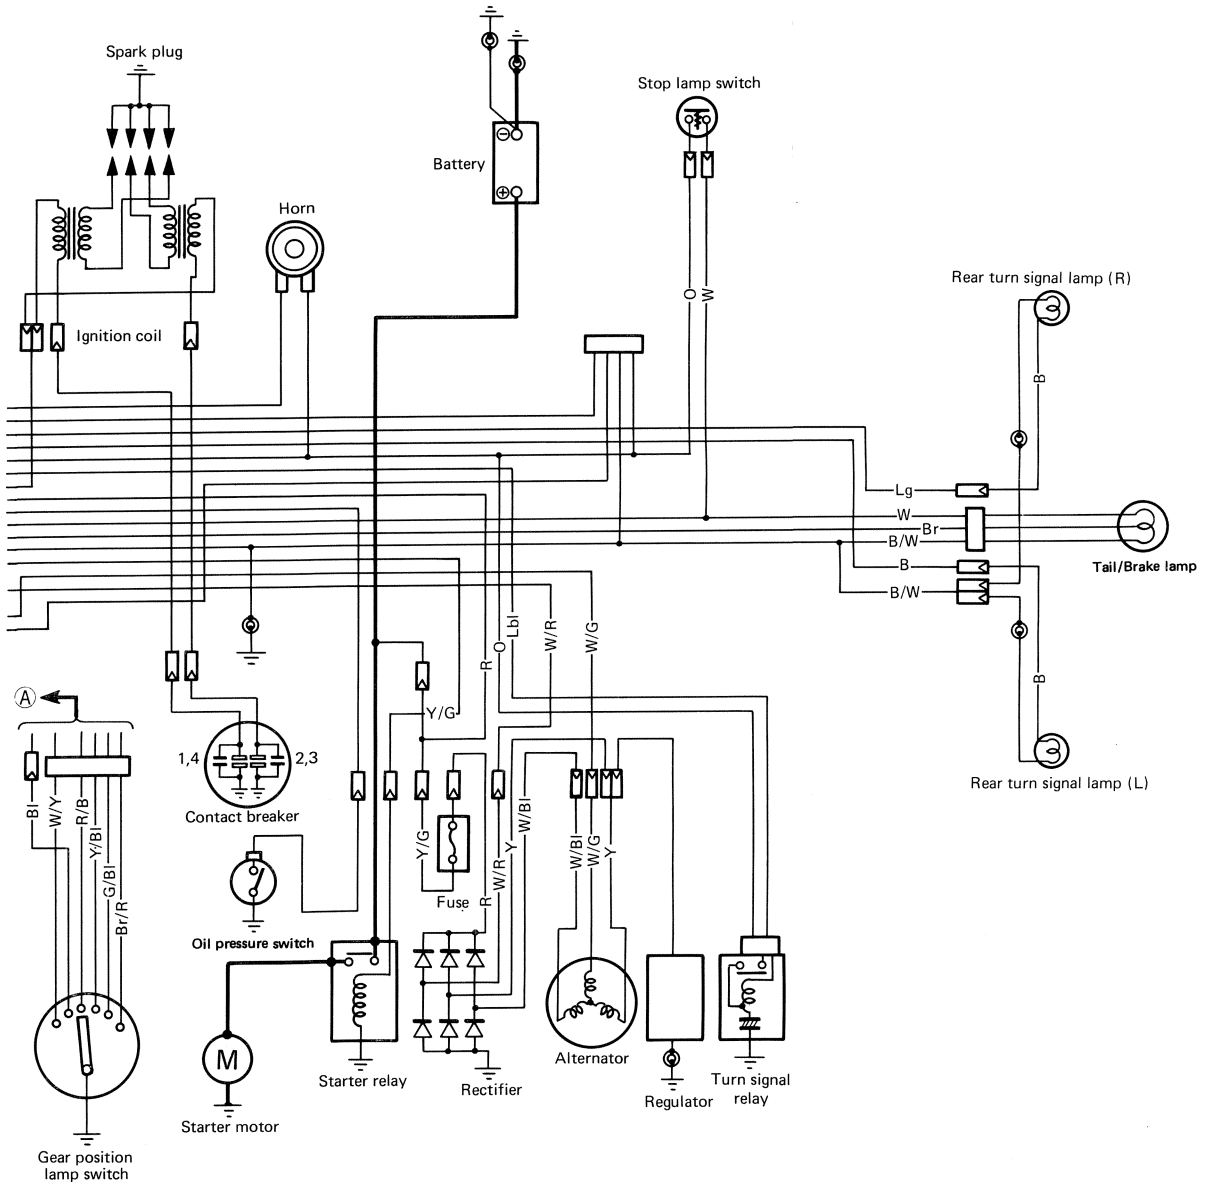 Spark plug
Stop lamp switch
Battery
Horn
Rear turn signal lamp (R)
O
W
Ignition coil
B
Lg
W
Br
B/W
Tail/Brake lamp
B
B/W
Lbl
W/R
W/G
O
R
B
A
Y/G
1,4
2,3
Rear turn signal lamp (L)
Contact breaker
Bl
W/Y
R/B
Y/Bl
G/Bl
Br/R
Y/G
W/Bl
Y
W/R
W/Bl
W/G
Y
Fuse
R
Oil pressure switch
M
Alternator
Starter relay
Rectifier
Turn signal
relay
Regulator
Starter motor
Gear position
lamp switch